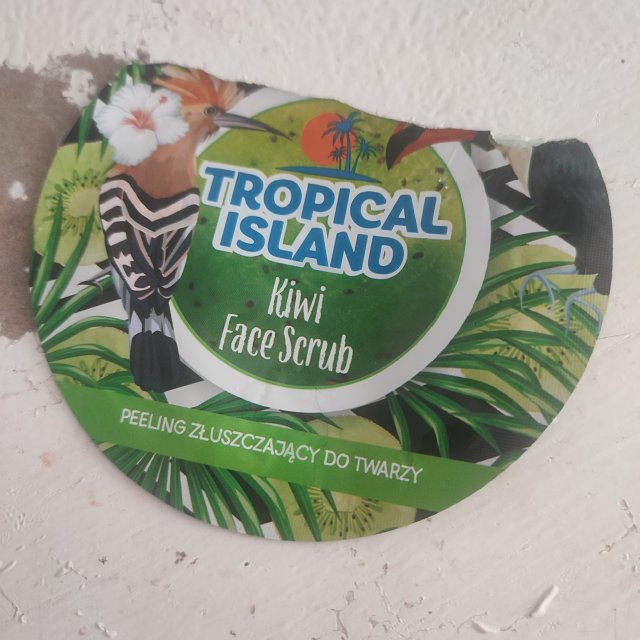 TROPICAL
ISLAND
Kiwi
Face Scrub
PEELING ZŁUSZCZAJĄCY DO TWARZY